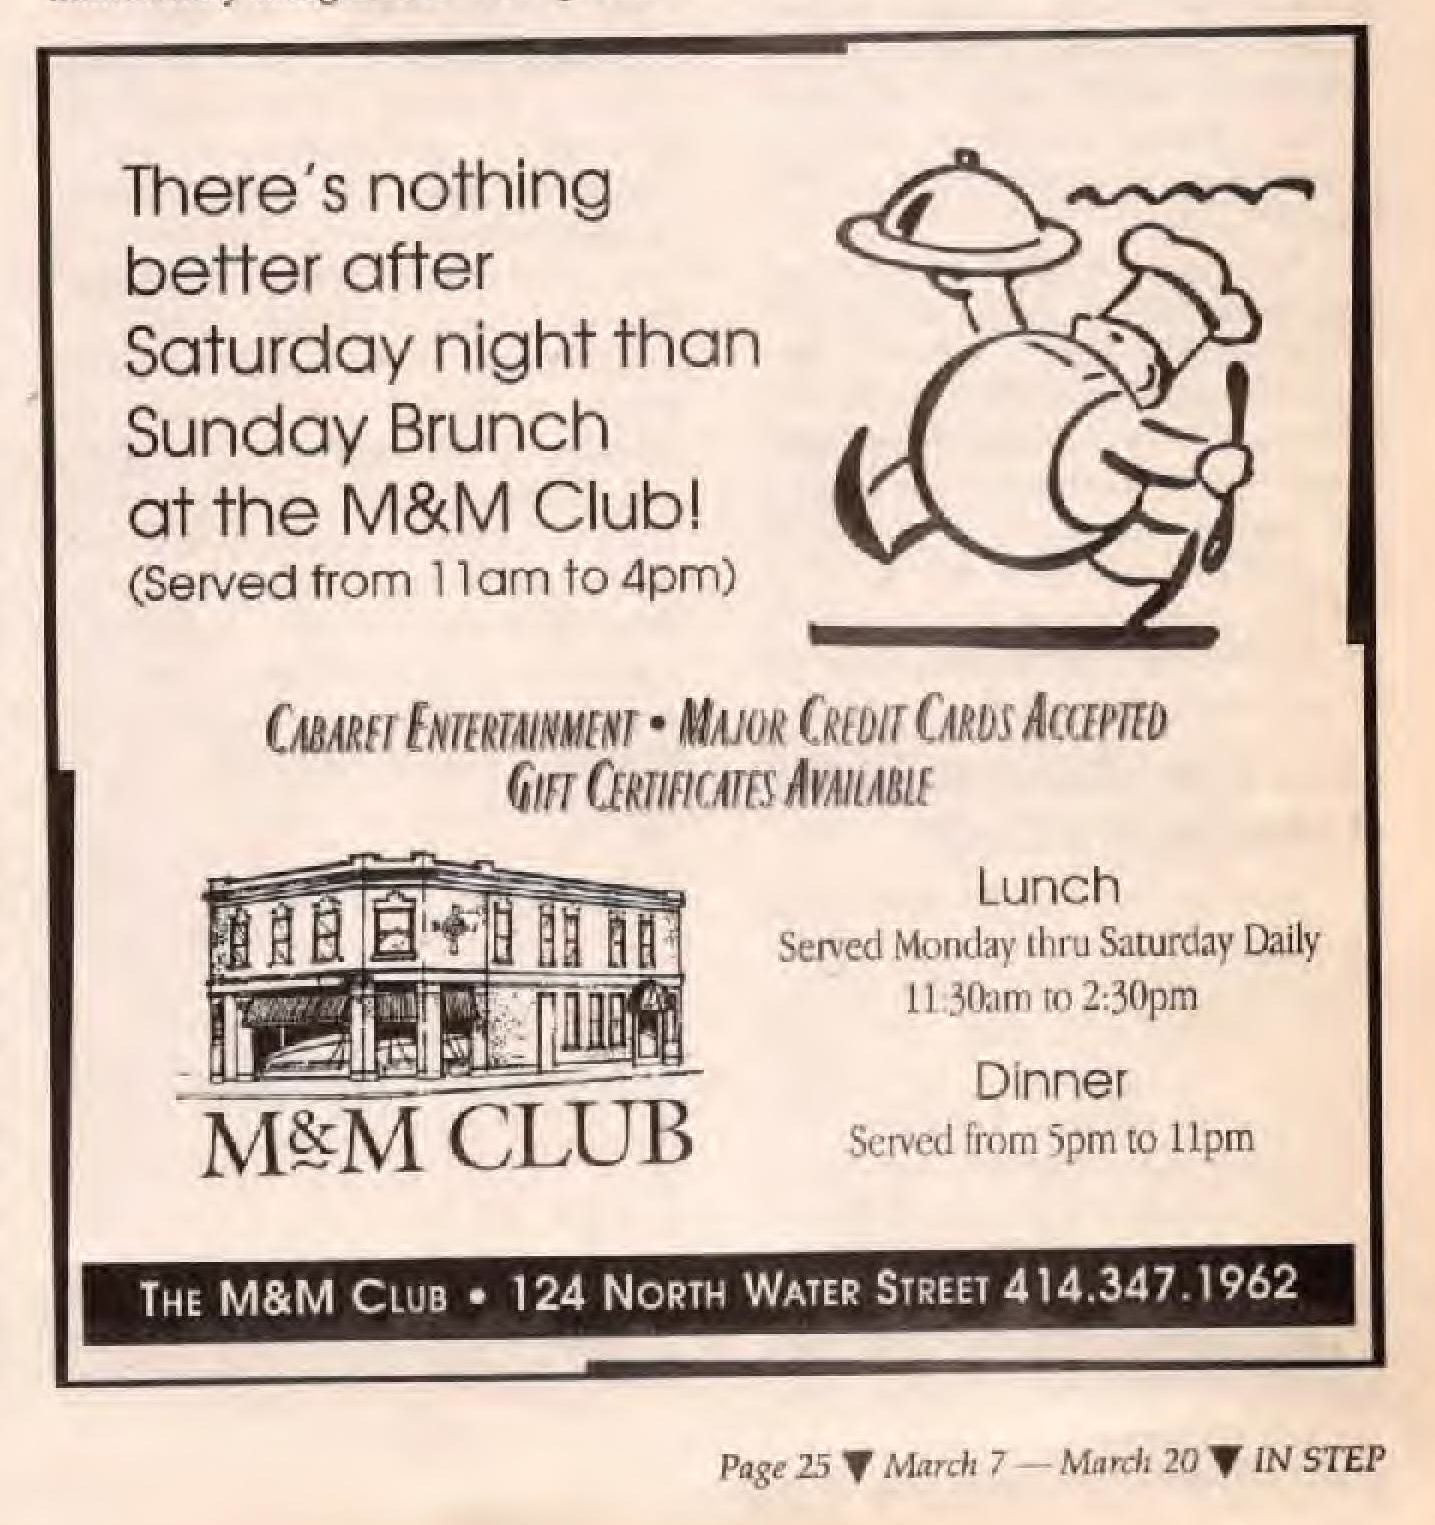 There's nothing
better after
Saturday night than
Sunday Brunch
at the M&M Club!
(Served from 11am to 4pm)
CABARET ENTERTAINMENT • MAJOR CREDIT CARDS ACCEPTED
GIFT CERTIFICATES AVAILABLE
Lunch
Served Monday thru Saturday Daily
11:30am to 2:30pm
Dinner
Served from 5pm to 11pm
M&M CLUB
THE M&M CLUB • 124 NORTH WATER STREET 414.347.1962
Page 25 ▼ March 7 — March 20 ▼ IN STEP